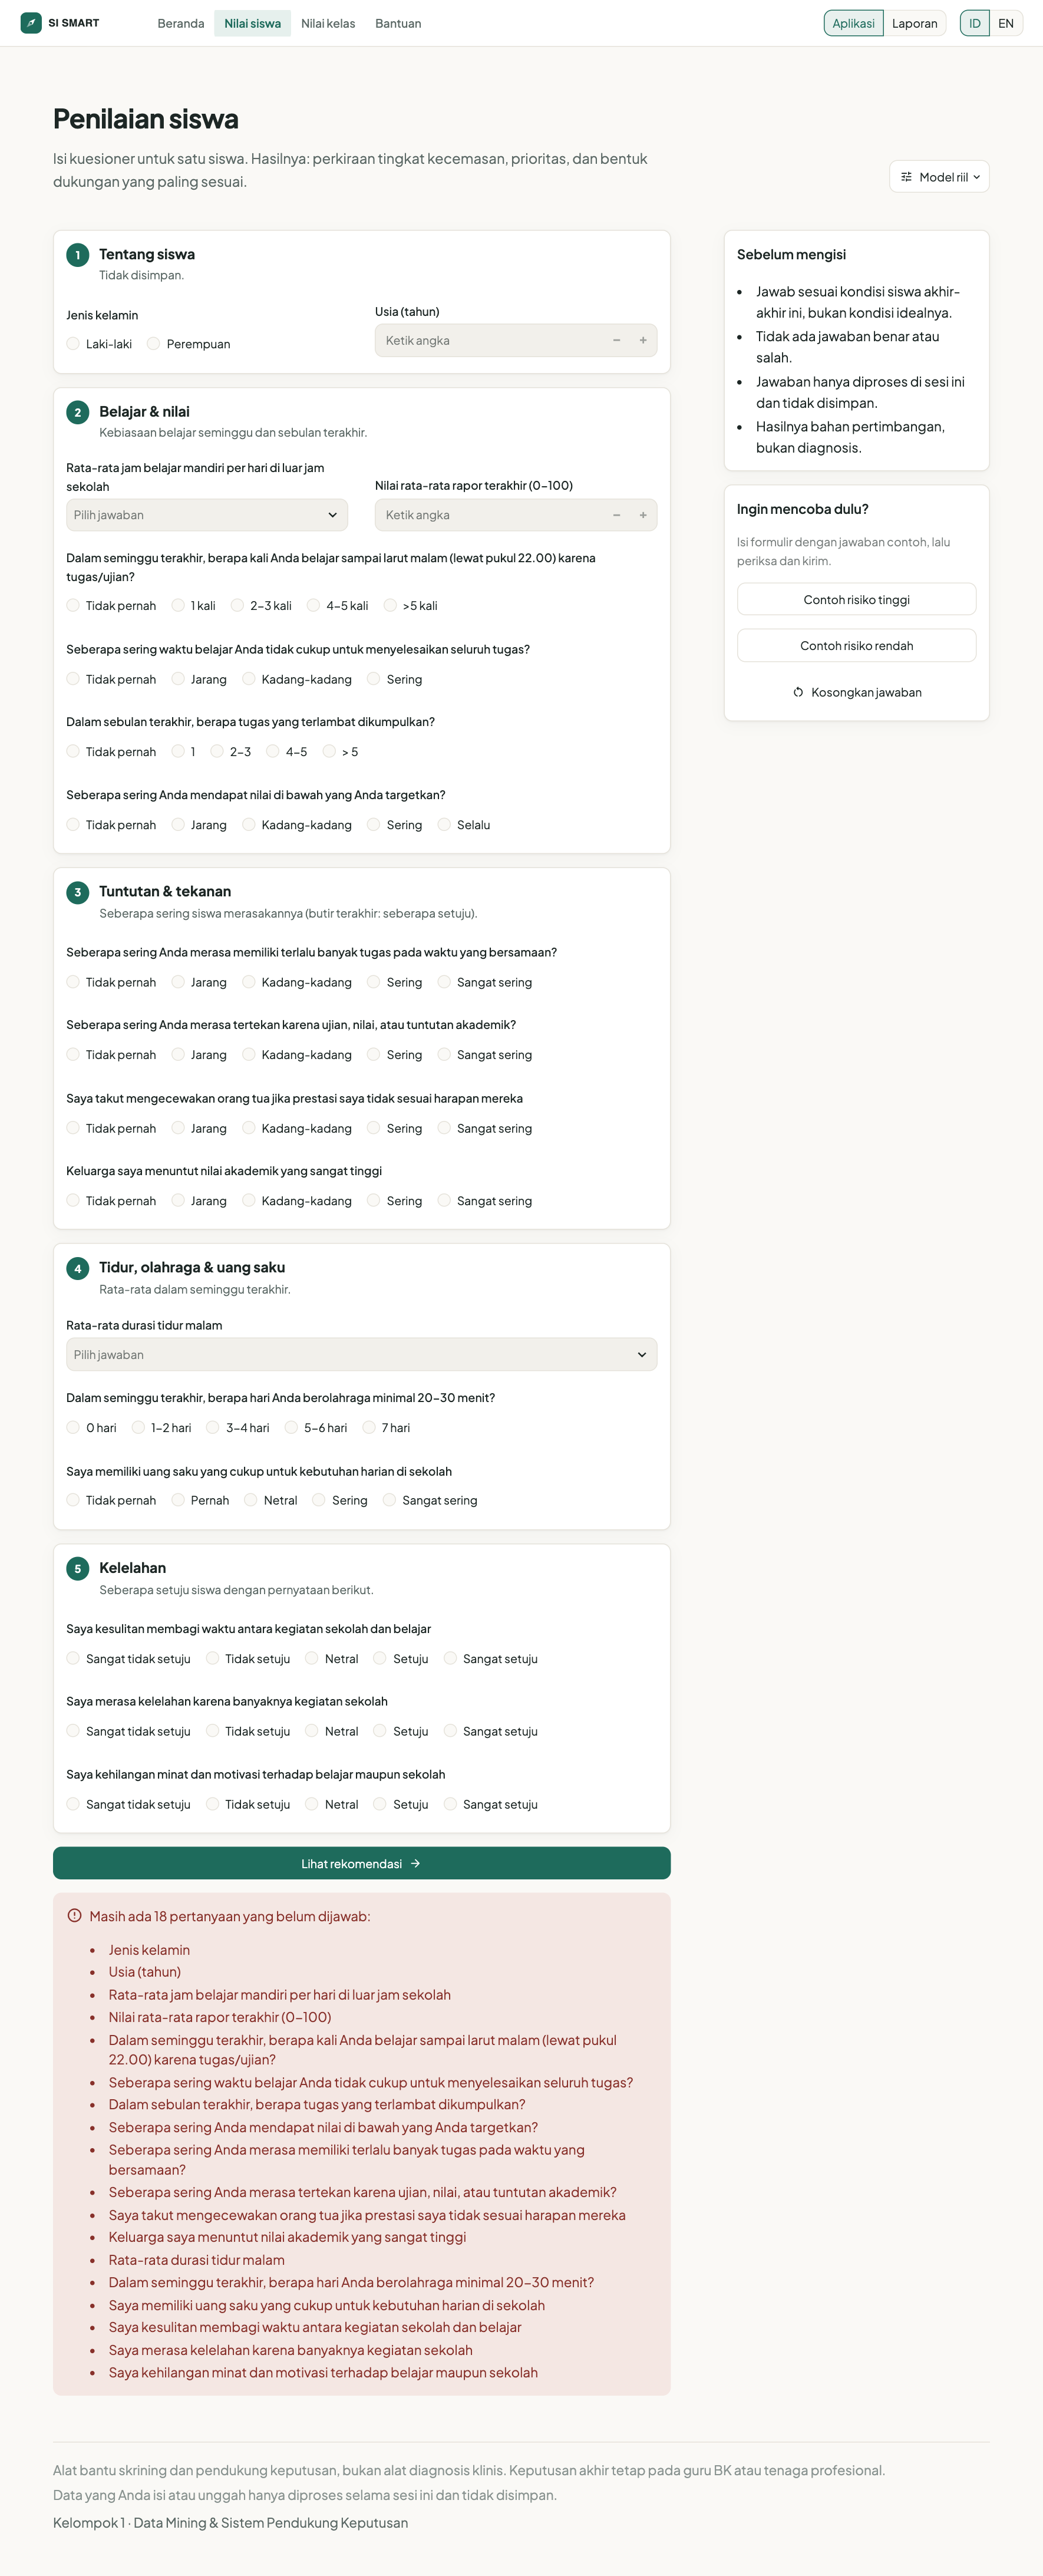 SI SMART
Beranda
Nilai siswa
Nilai kelas
Bantuan
Aplikasi
Laporan
ID
EN
Penilaian siswa
Isi kuesioner untuk satu siswa. Hasilnya: perkiraan tingkat kecemasan, prioritas, dan bentuk
dukungan yang paling sesuai.
Model riil
1
Tentang siswa
Tidak disimpan.
Jenis kelamin
Laki-laki
Perempuan
Usia (tahun)
Ketik angka
2
Belajar & nilai
Kebiasaan belajar seminggu dan sebulan terakhir.
Rata-rata jam belajar mandiri per hari di luar jam
sekolah
Pilih jawaban
Nilai rata-rata rapor terakhir (0–100)
Ketik angka
Dalam seminggu terakhir, berapa kali Anda belajar sampai larut malam (lewat pukul 22.00) karena
tugas/ujian?
Tidak pernah
1 kali
2–3 kali
4–5 kali
>5 kali
Seberapa sering waktu belajar Anda tidak cukup untuk menyelesaikan seluruh tugas?
Tidak pernah
Jarang
Kadang-kadang
Sering
Dalam sebulan terakhir, berapa tugas yang terlambat dikumpulkan?
Tidak pernah
1
2–3
4–5
> 5
Seberapa sering Anda mendapat nilai di bawah yang Anda targetkan?
Tidak pernah
Jarang
Kadang-kadang
Sering
Selalu
3
Tuntutan & tekanan
Seberapa sering siswa merasakannya (butir terakhir: seberapa setuju).
Seberapa sering Anda merasa memiliki terlalu banyak tugas pada waktu yang bersamaan?
Tidak pernah
Jarang
Kadang-kadang
Sering
Sangat sering
Seberapa sering Anda merasa tertekan karena ujian, nilai, atau tuntutan akademik?
Tidak pernah
Jarang
Kadang-kadang
Sering
Sangat sering
Saya takut mengecewakan orang tua jika prestasi saya tidak sesuai harapan mereka
Tidak pernah
Jarang
Kadang-kadang
Sering
Sangat sering
Keluarga saya menuntut nilai akademik yang sangat tinggi
Tidak pernah
Jarang
Kadang-kadang
Sering
Sangat sering
4
Tidur, olahraga & uang saku
Rata-rata dalam seminggu terakhir.
Rata-rata durasi tidur malam
Pilih jawaban
Dalam seminggu terakhir, berapa hari Anda berolahraga minimal 20–30 menit?
0 hari
1–2 hari
3–4 hari
5–6 hari
7 hari
Saya memiliki uang saku yang cukup untuk kebutuhan harian di sekolah
Tidak pernah
Pernah
Netral
Sering
Sangat sering
5
Kelelahan
Seberapa setuju siswa dengan pernyataan berikut.
Saya kesulitan membagi waktu antara kegiatan sekolah dan belajar
Sangat tidak setuju
Tidak setuju
Netral
Setuju
Sangat setuju
Saya merasa kelelahan karena banyaknya kegiatan sekolah
Sangat tidak setuju
Tidak setuju
Netral
Setuju
Sangat setuju
Saya kehilangan minat dan motivasi terhadap belajar maupun sekolah
Sangat tidak setuju
Tidak setuju
Netral
Setuju
Sangat setuju
Lihat rekomendasi
Masih ada 18 pertanyaan yang belum dijawab:
Jenis kelamin
Usia (tahun)
Rata-rata jam belajar mandiri per hari di luar jam sekolah
Nilai rata-rata rapor terakhir (0–100)
Dalam seminggu terakhir, berapa kali Anda belajar sampai larut malam (lewat pukul
22.00) karena tugas/ujian?
Seberapa sering waktu belajar Anda tidak cukup untuk menyelesaikan seluruh tugas?
Dalam sebulan terakhir, berapa tugas yang terlambat dikumpulkan?
Seberapa sering Anda mendapat nilai di bawah yang Anda targetkan?
Seberapa sering Anda merasa memiliki terlalu banyak tugas pada waktu yang
bersamaan?
Seberapa sering Anda merasa tertekan karena ujian, nilai, atau tuntutan akademik?
Saya takut mengecewakan orang tua jika prestasi saya tidak sesuai harapan mereka
Keluarga saya menuntut nilai akademik yang sangat tinggi
Rata-rata durasi tidur malam
Dalam seminggu terakhir, berapa hari Anda berolahraga minimal 20–30 menit?
Saya memiliki uang saku yang cukup untuk kebutuhan harian di sekolah
Saya kesulitan membagi waktu antara kegiatan sekolah dan belajar
Saya merasa kelelahan karena banyaknya kegiatan sekolah
Saya kehilangan minat dan motivasi terhadap belajar maupun sekolah
Sebelum mengisi
Jawab sesuai kondisi siswa akhir-
akhir ini, bukan kondisi idealnya.
Tidak ada jawaban benar atau
salah.
Jawaban hanya diproses di sesi ini
dan tidak disimpan.
Hasilnya bahan pertimbangan,
bukan diagnosis.
Ingin mencoba dulu?
Isi formulir dengan jawaban contoh, lalu
periksa dan kirim.
Contoh risiko tinggi
Contoh risiko rendah
Kosongkan jawaban
Alat bantu skrining dan pendukung keputusan, bukan alat diagnosis klinis. Keputusan akhir tetap pada guru BK atau tenaga profesional.
Data yang Anda isi atau unggah hanya diproses selama sesi ini dan tidak disimpan.
Kelompok 1 · Data Mining & Sistem Pendukung Keputusan